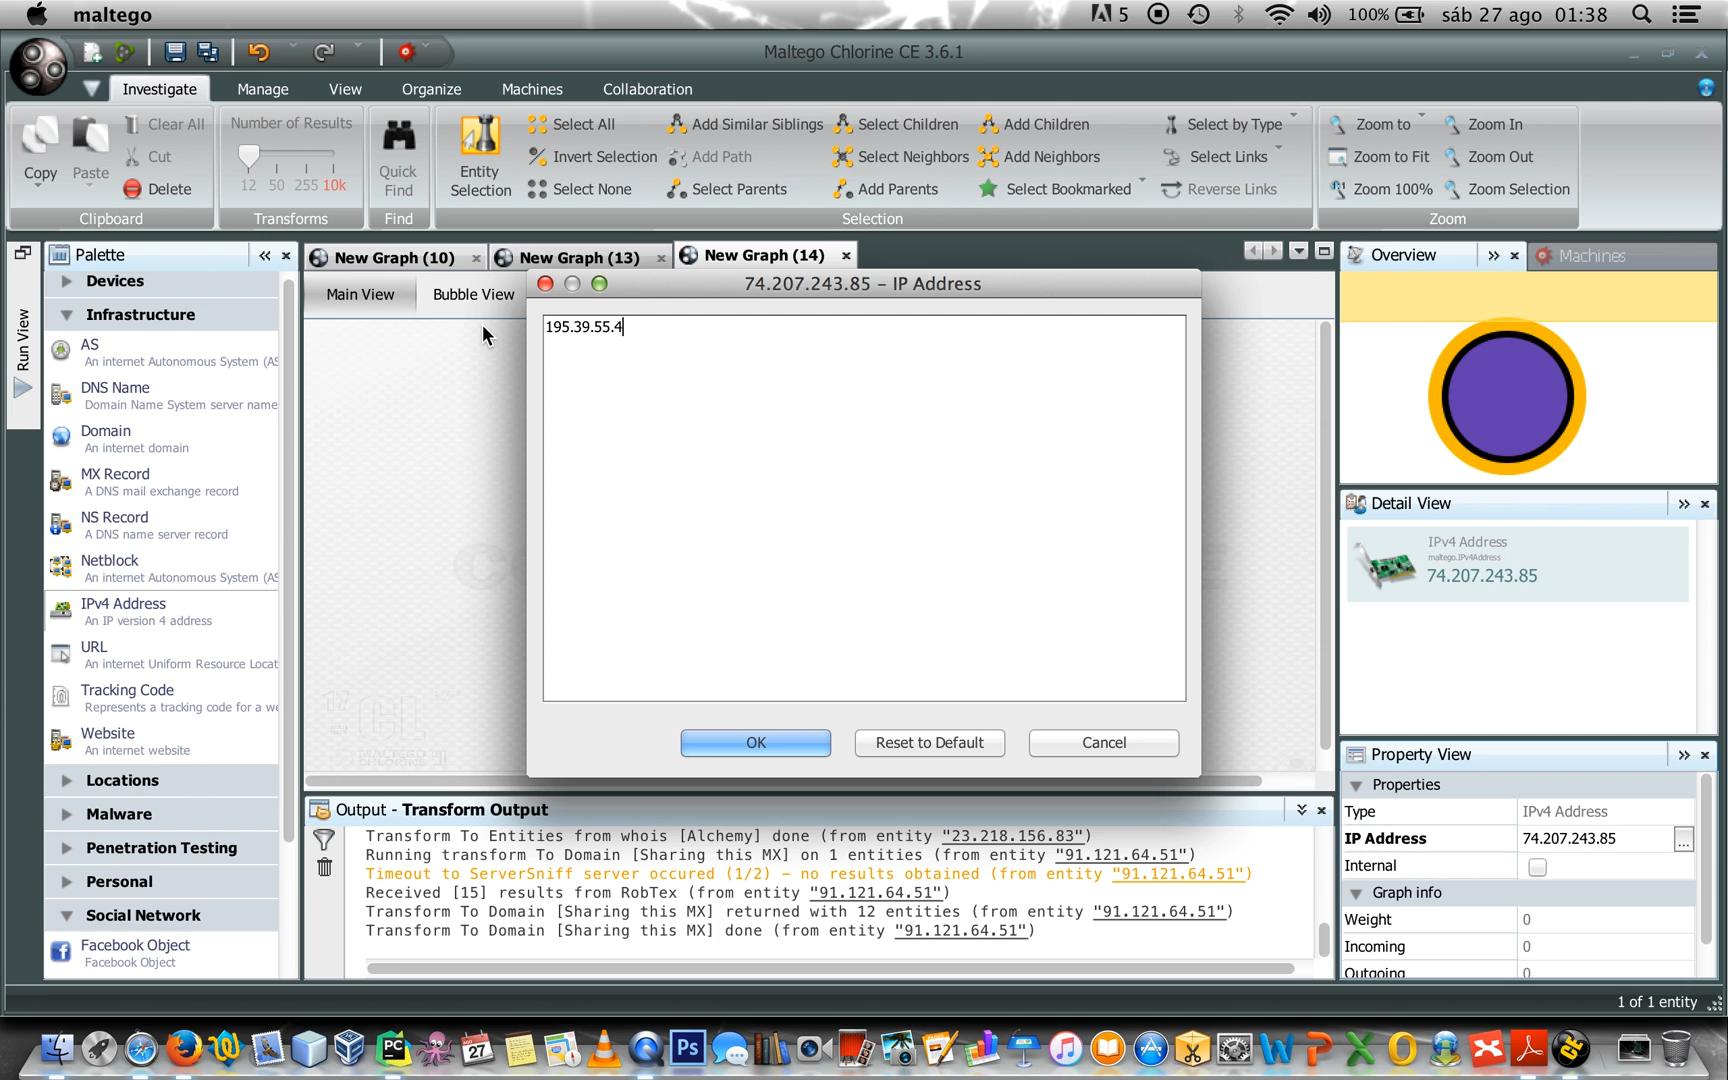 maltego
5
100%
sáb 27 ago 01:38
Maltego Chlorine CE 3.6.1
Investigate
Manage
View
Organize
Machines
Collaboration
Copy
Paste
Clear All
Cut
Delete
Clipboard
Number of Results
12 50 255 10k
Transforms
Quick
Find
Find
Entity
Selection
Select All
Invert Selection
Select None
Add Similar Siblings
Add Path
Select Parents
Select Children
Select Neighbors
Add Parents
Add Children
Add Neighbors
Select Bookmarked
Select by Type
Select Links
Reverse Links
Selection
Zoom to
Zoom to Fit
Zoom 100%
Zoom In
Zoom Out
Zoom Selection
Zoom
Run View
Palette
Devices
Infrastructure
AS
An internet Autonomous System (AS
DNS Name
Domain Name System server name
Domain
An internet domain
MX Record
A DNS mail exchange record
NS Record
A DNS name server record
Netblock
An internet Autonomous System (AS
IPv4 Address
An IP version 4 address
URL
An internet Uniform Resource Locat
Tracking Code
Represents a tracking code for a we
Website
An internet website
Locations
Malware
Penetration Testing
Personal
Social Network
Facebook Object
Facebook Object
New Graph (10)
New Graph (13)
New Graph (14)
Main View
Bubble View
74.207.243.85 – IP Address
195.39.55.4
OK
Reset to Default
Cancel
Output - Transform Output
Transform To Entities from whois [Alchemy] done (from entity "23.218.156.83")
Running transform To Domain [Sharing this MX] on 1 entities (from entity "91.121.64.51")
Timeout to ServerSniff server occured (1/2) – no results obtained (from entity "91.121.64.51")
Received [15] results from RobTex (from entity "91.121.64.51")
Transform To Domain [Sharing this MX] returned with 12 entities (from entity "91.121.64.51")
Transform To Domain [Sharing this MX] done (from entity "91.121.64.51")
Overview
Machines
Detail View
IPv4 Address
maltego.IPv4Address
74.207.243.85
Property View
Properties
Type IPv4 Address
IP Address 74.207.243.85 ...
Internal
Graph info
Weight 0
Incoming 0
Outgoing 0
1 of 1 entity
27
PC
Ps